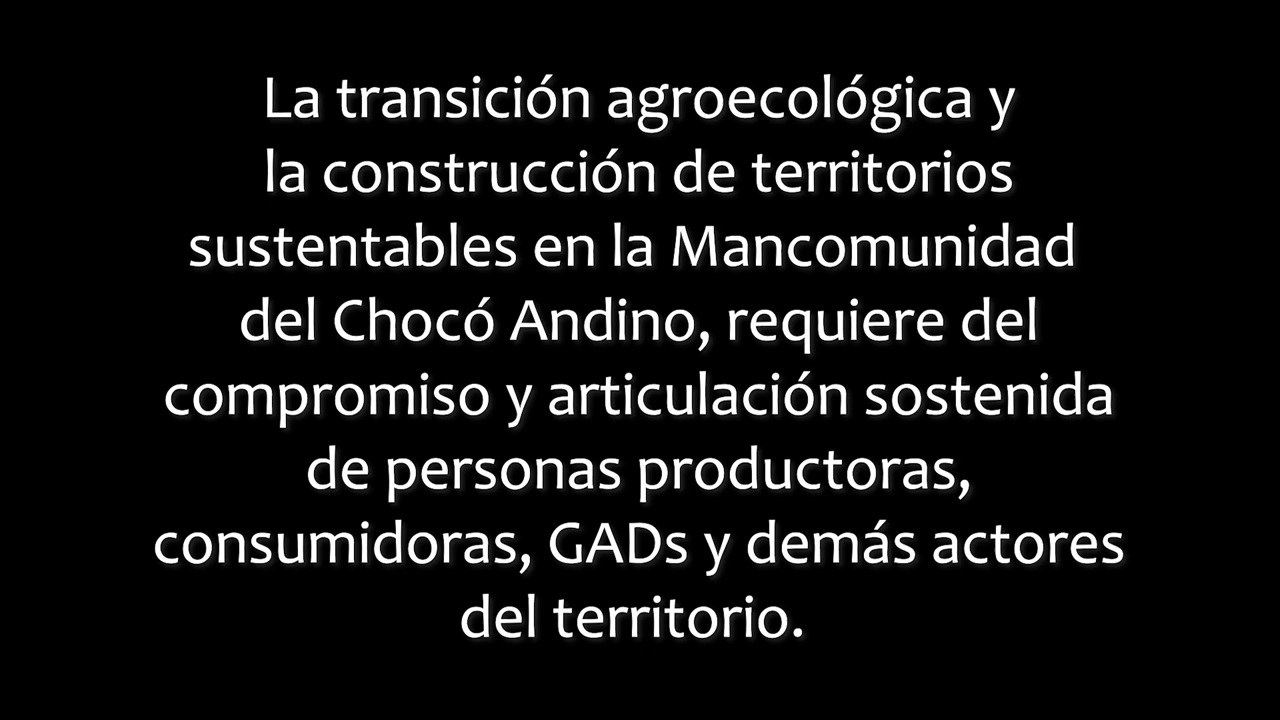 La transición agroecológica y
la construcción de territorios
sustentables en la Mancomunidad
del Chocó Andino, requiere del
compromiso y articulación sostenida
de personas productoras,
consumidoras, GADs y demás actores
del territorio.